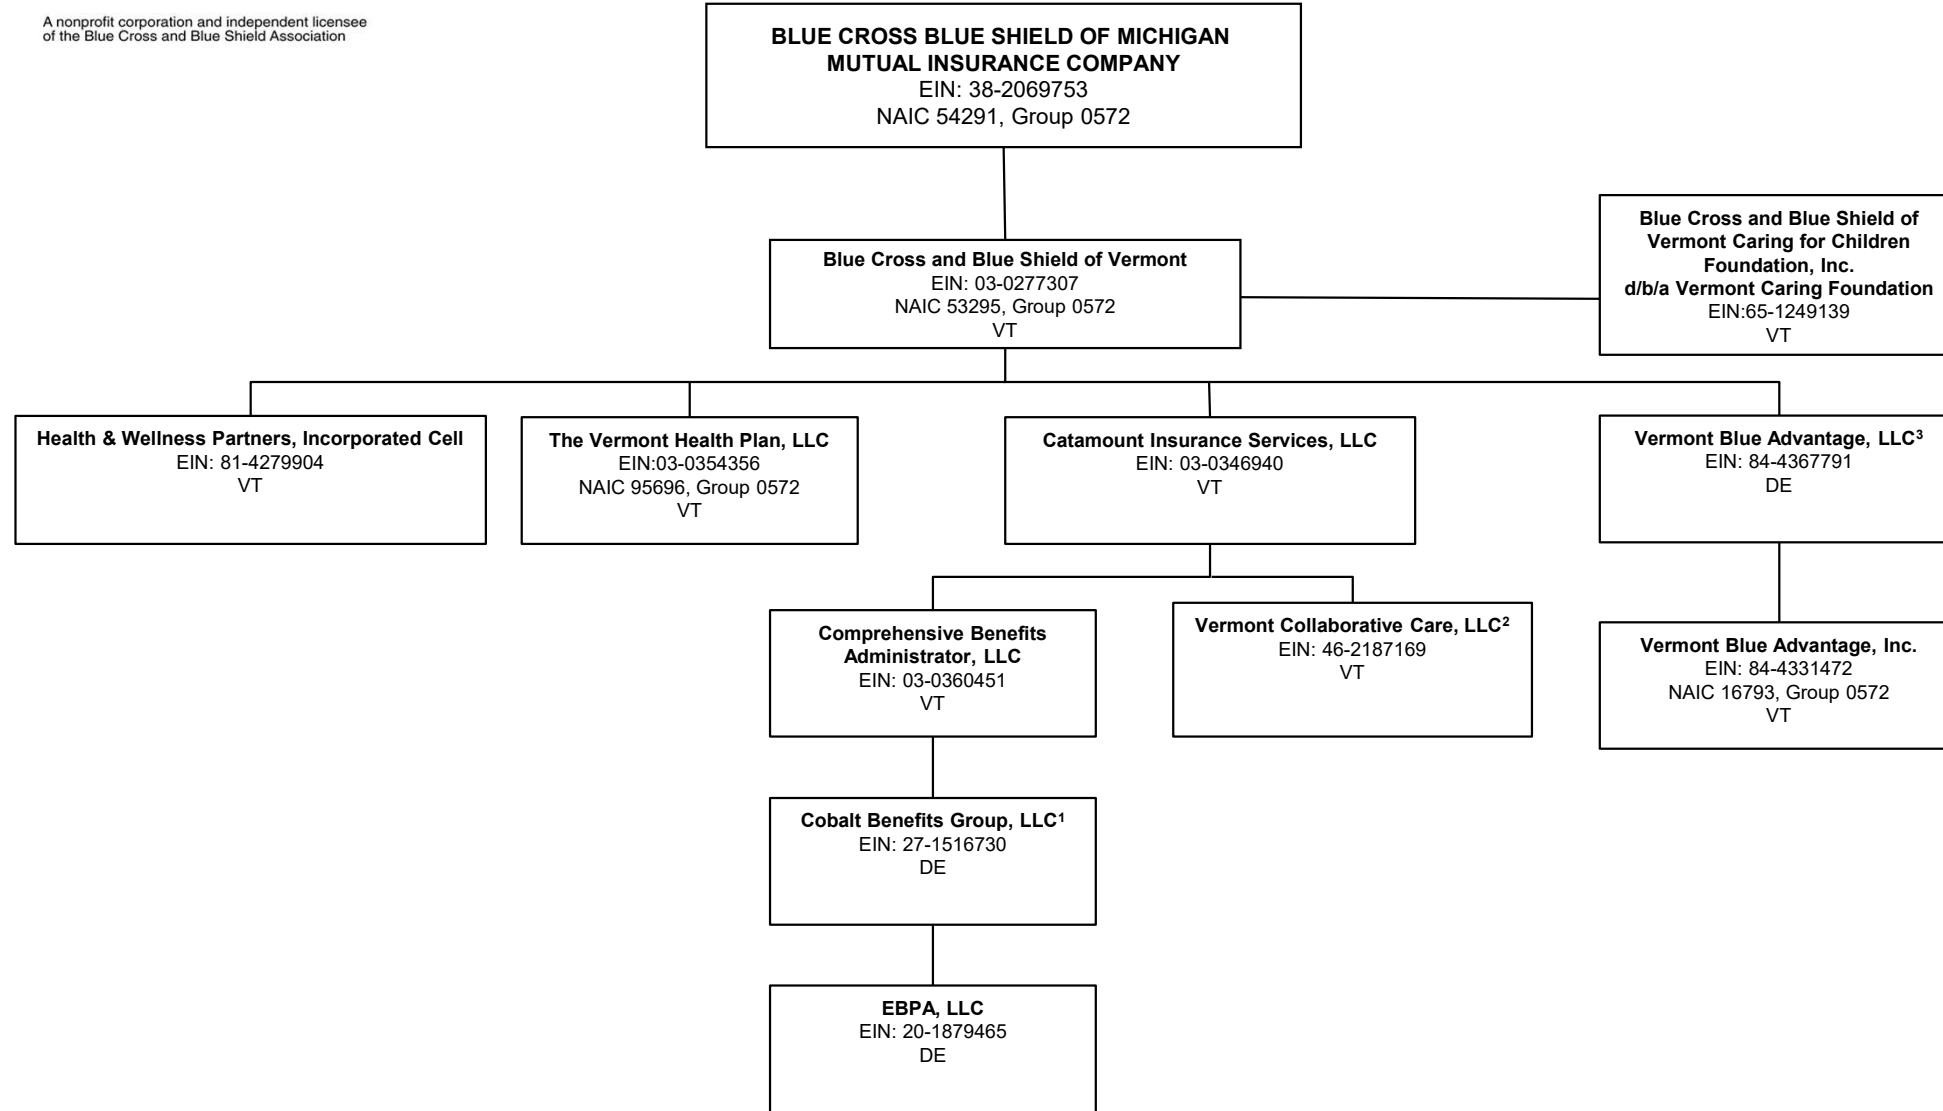 A nonprofit corporation and independent licensee
of the Blue Cross and Blue Shield Association
BLUE CROSS BLUE SHIELD OF MICHIGAN
MUTUAL INSURANCE COMPANY
EIN: 38-2069753
NAIC 54291, Group 0572
Blue Cross and Blue Shield of Vermont
EIN: 03-0277307
NAIC 53295, Group 0572
VT
Blue Cross and Blue Shield of
Vermont Caring for Children
Foundation, Inc.
d/b/a Vermont Caring Foundation
EIN:65-1249139
VT
Health & Wellness Partners, Incorporated Cell
EIN: 81-4279904
VT
The Vermont Health Plan, LLC
EIN:03-0354356
NAIC 95696, Group 0572
VT
Catamount Insurance Services, LLC
EIN: 03-0346940
VT
Vermont Blue Advantage, LLC³
EIN: 84-4367791
DE
Comprehensive Benefits
Administrator, LLC
EIN: 03-0360451
VT
Vermont Collaborative Care, LLC²
EIN: 46-2187169
VT
Vermont Blue Advantage, Inc.
EIN: 84-4331472
NAIC 16793, Group 0572
VT
Cobalt Benefits Group, LLC¹
EIN: 27-1516730
DE
EBPA, LLC
EIN: 20-1879465
DE